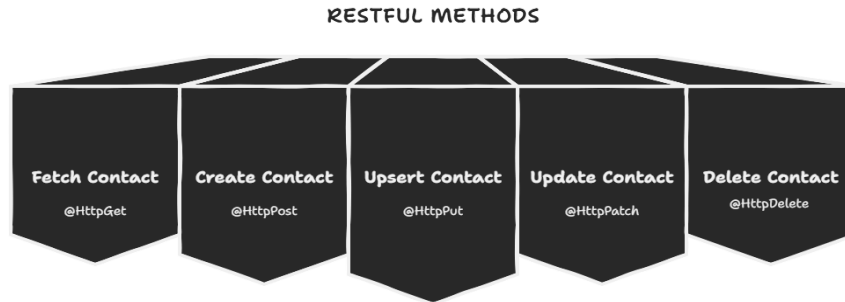 RESTFUL METHODS
Fetch Contact
@HttpGet
Create Contact
@HttpPost
Upsert Contact
@HttpPut
Update Contact
@HttpPatch
Delete Contact
@HttpDelete